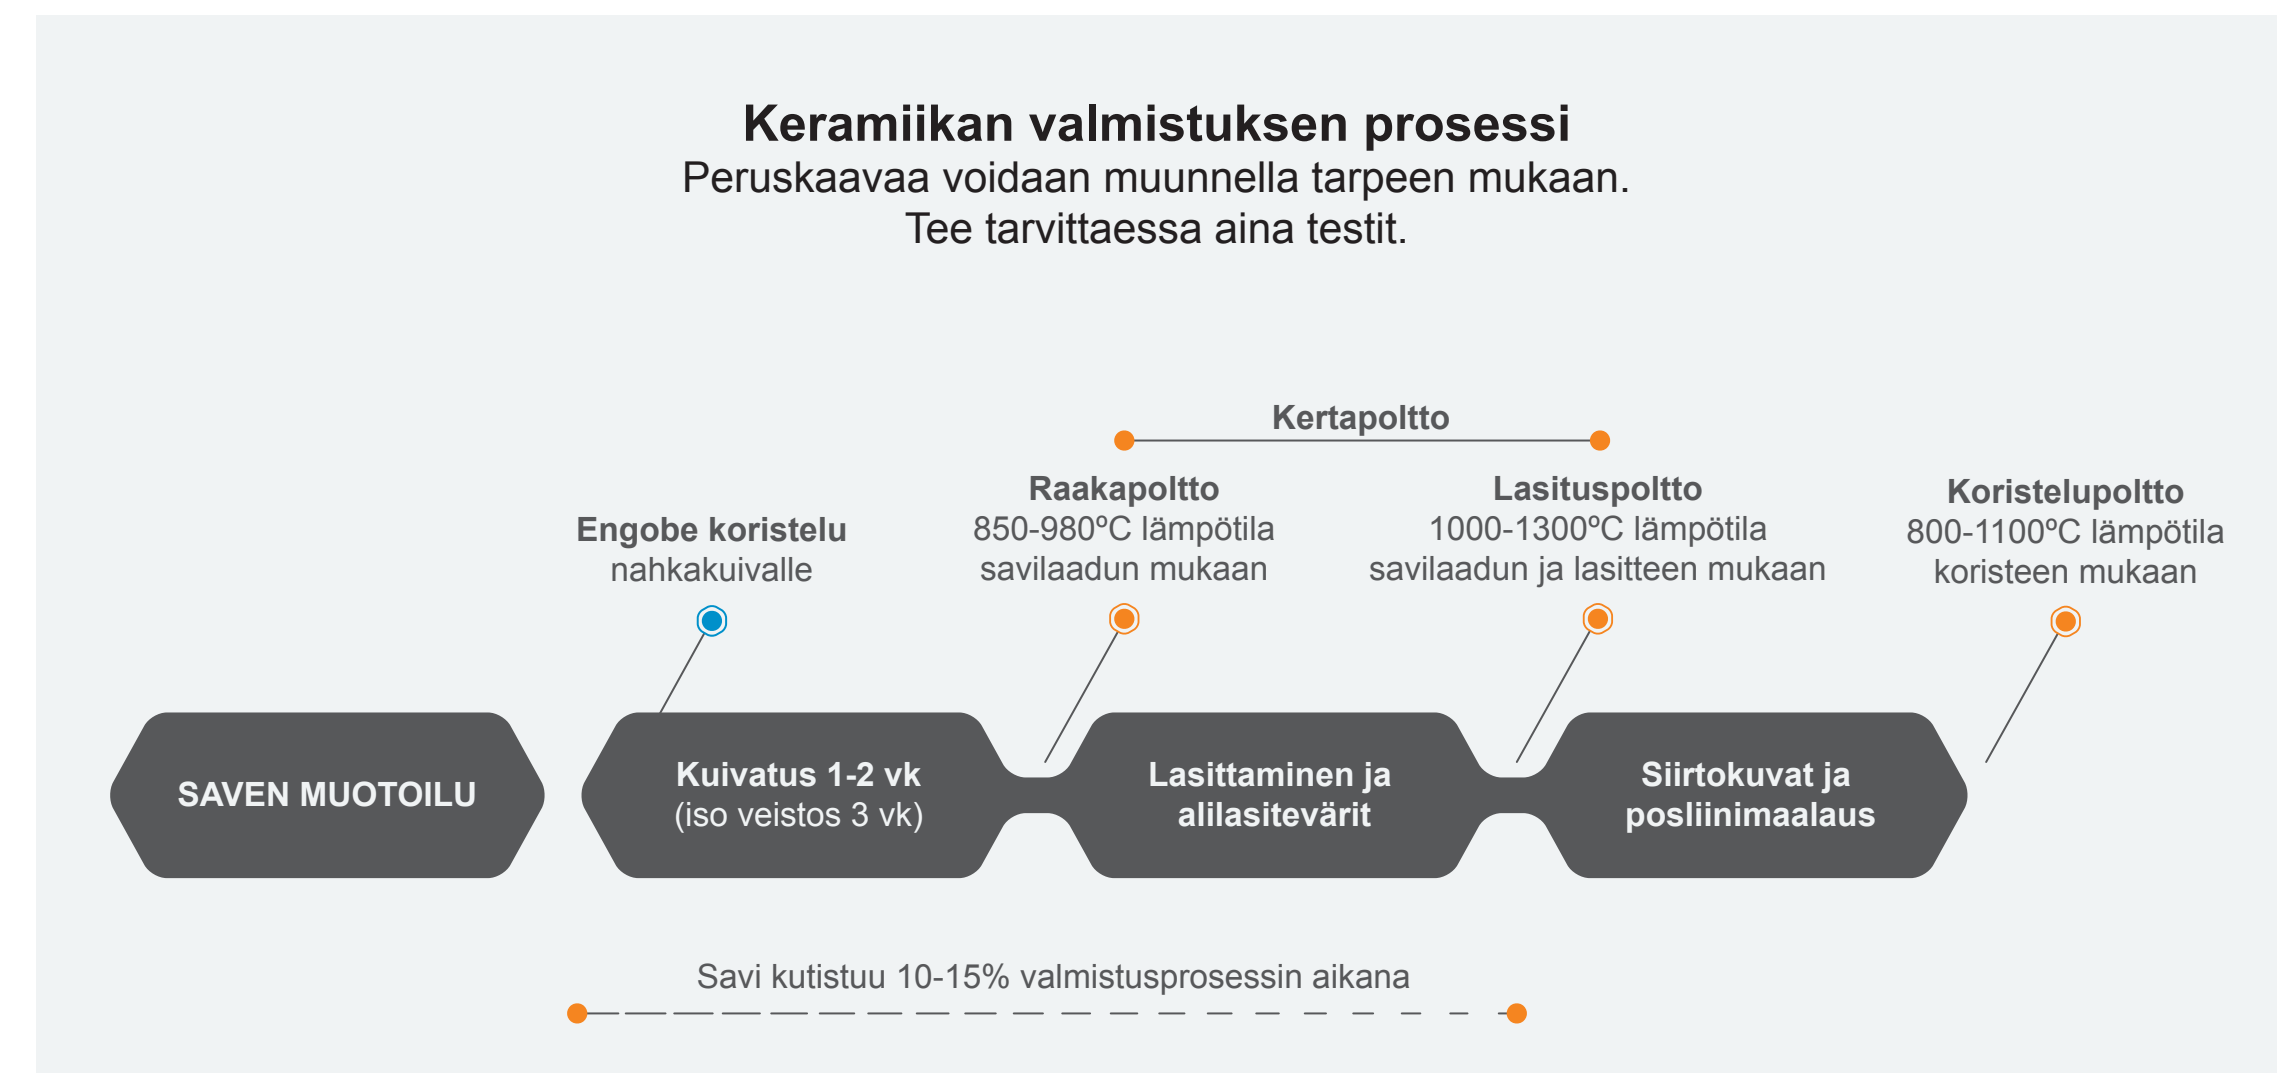 Keramiikan valmistuksen prosessi
Peruskaavaa voidaan muunnella tarpeen mukaan.
Tee tarvittaessa aina testit.
Kertapoltto
Engobe koristelu
nahkakuivalle
Raakapoltto
850-980ºC lämpötila
savilaadun mukaan
Lasituspoltto
1000-1300ºC lämpötila
savilaadun ja lasitteen mukaan
Koristelupoltto
800-1100ºC lämpötila
koristeen mukaan
SAVEN MUOTOILU
Kuivatus 1-2 vk
(iso veistos 3 vk)
Lasittaminen ja
alilasitevärit
Siirtokuvat ja
posliinimaalaus
Savi kutistuu 10-15% valmistusprosessin aikana